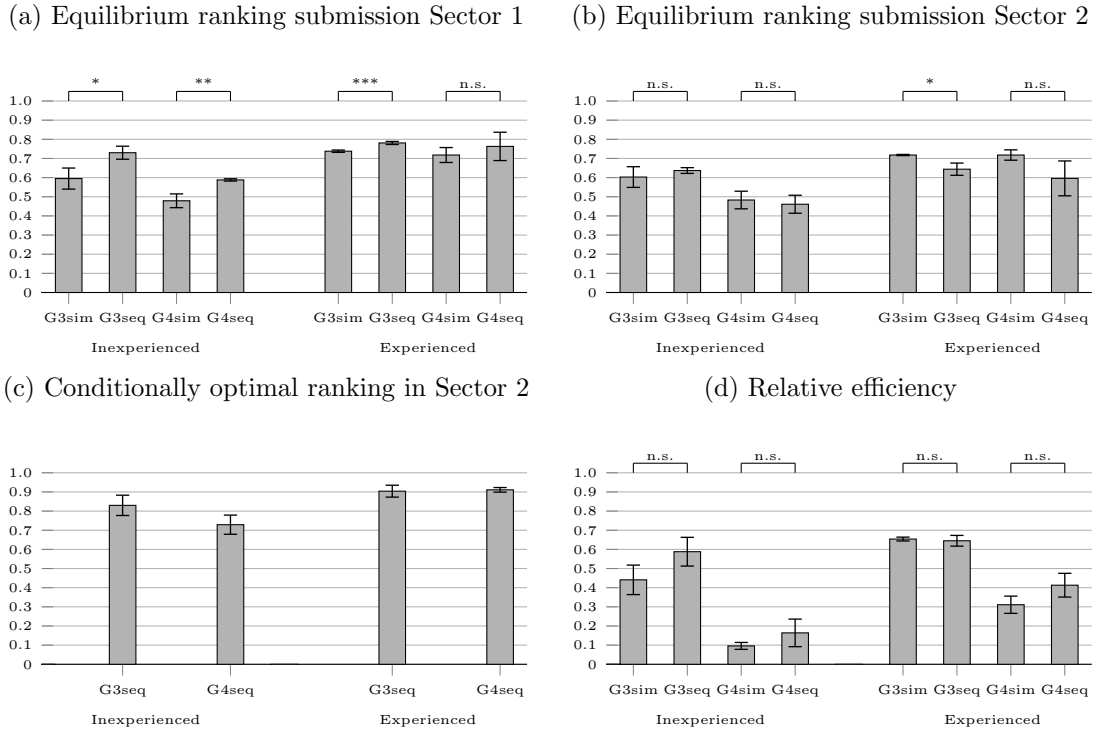 (a) Equilibrium ranking submission Sector 1
* ** *** n.s.
1.0
0.9
0.8
0.7
0.6
0.5
0.4
0.3
0.2
0.1
0
G3sim G3seq G4sim G4seq G3sim G3seq G4sim G4seq
Inexperienced Experienced
(b) Equilibrium ranking submission Sector 2
n.s. n.s. * n.s.
1.0
0.9
0.8
0.7
0.6
0.5
0.4
0.3
0.2
0.1
0
G3sim G3seq G4sim G4seq G3sim G3seq G4sim G4seq
Inexperienced Experienced
(c) Conditionally optimal ranking in Sector 2
1.0
0.9
0.8
0.7
0.6
0.5
0.4
0.3
0.2
0.1
0
G3seq G4seq G3seq G4seq
Inexperienced Experienced
(d) Relative efficiency
n.s. n.s. n.s. n.s.
1.0
0.9
0.8
0.7
0.6
0.5
0.4
0.3
0.2
0.1
0
G3sim G3seq G4sim G4seq G3sim G3seq G4sim G4seq
Inexperienced Experienced